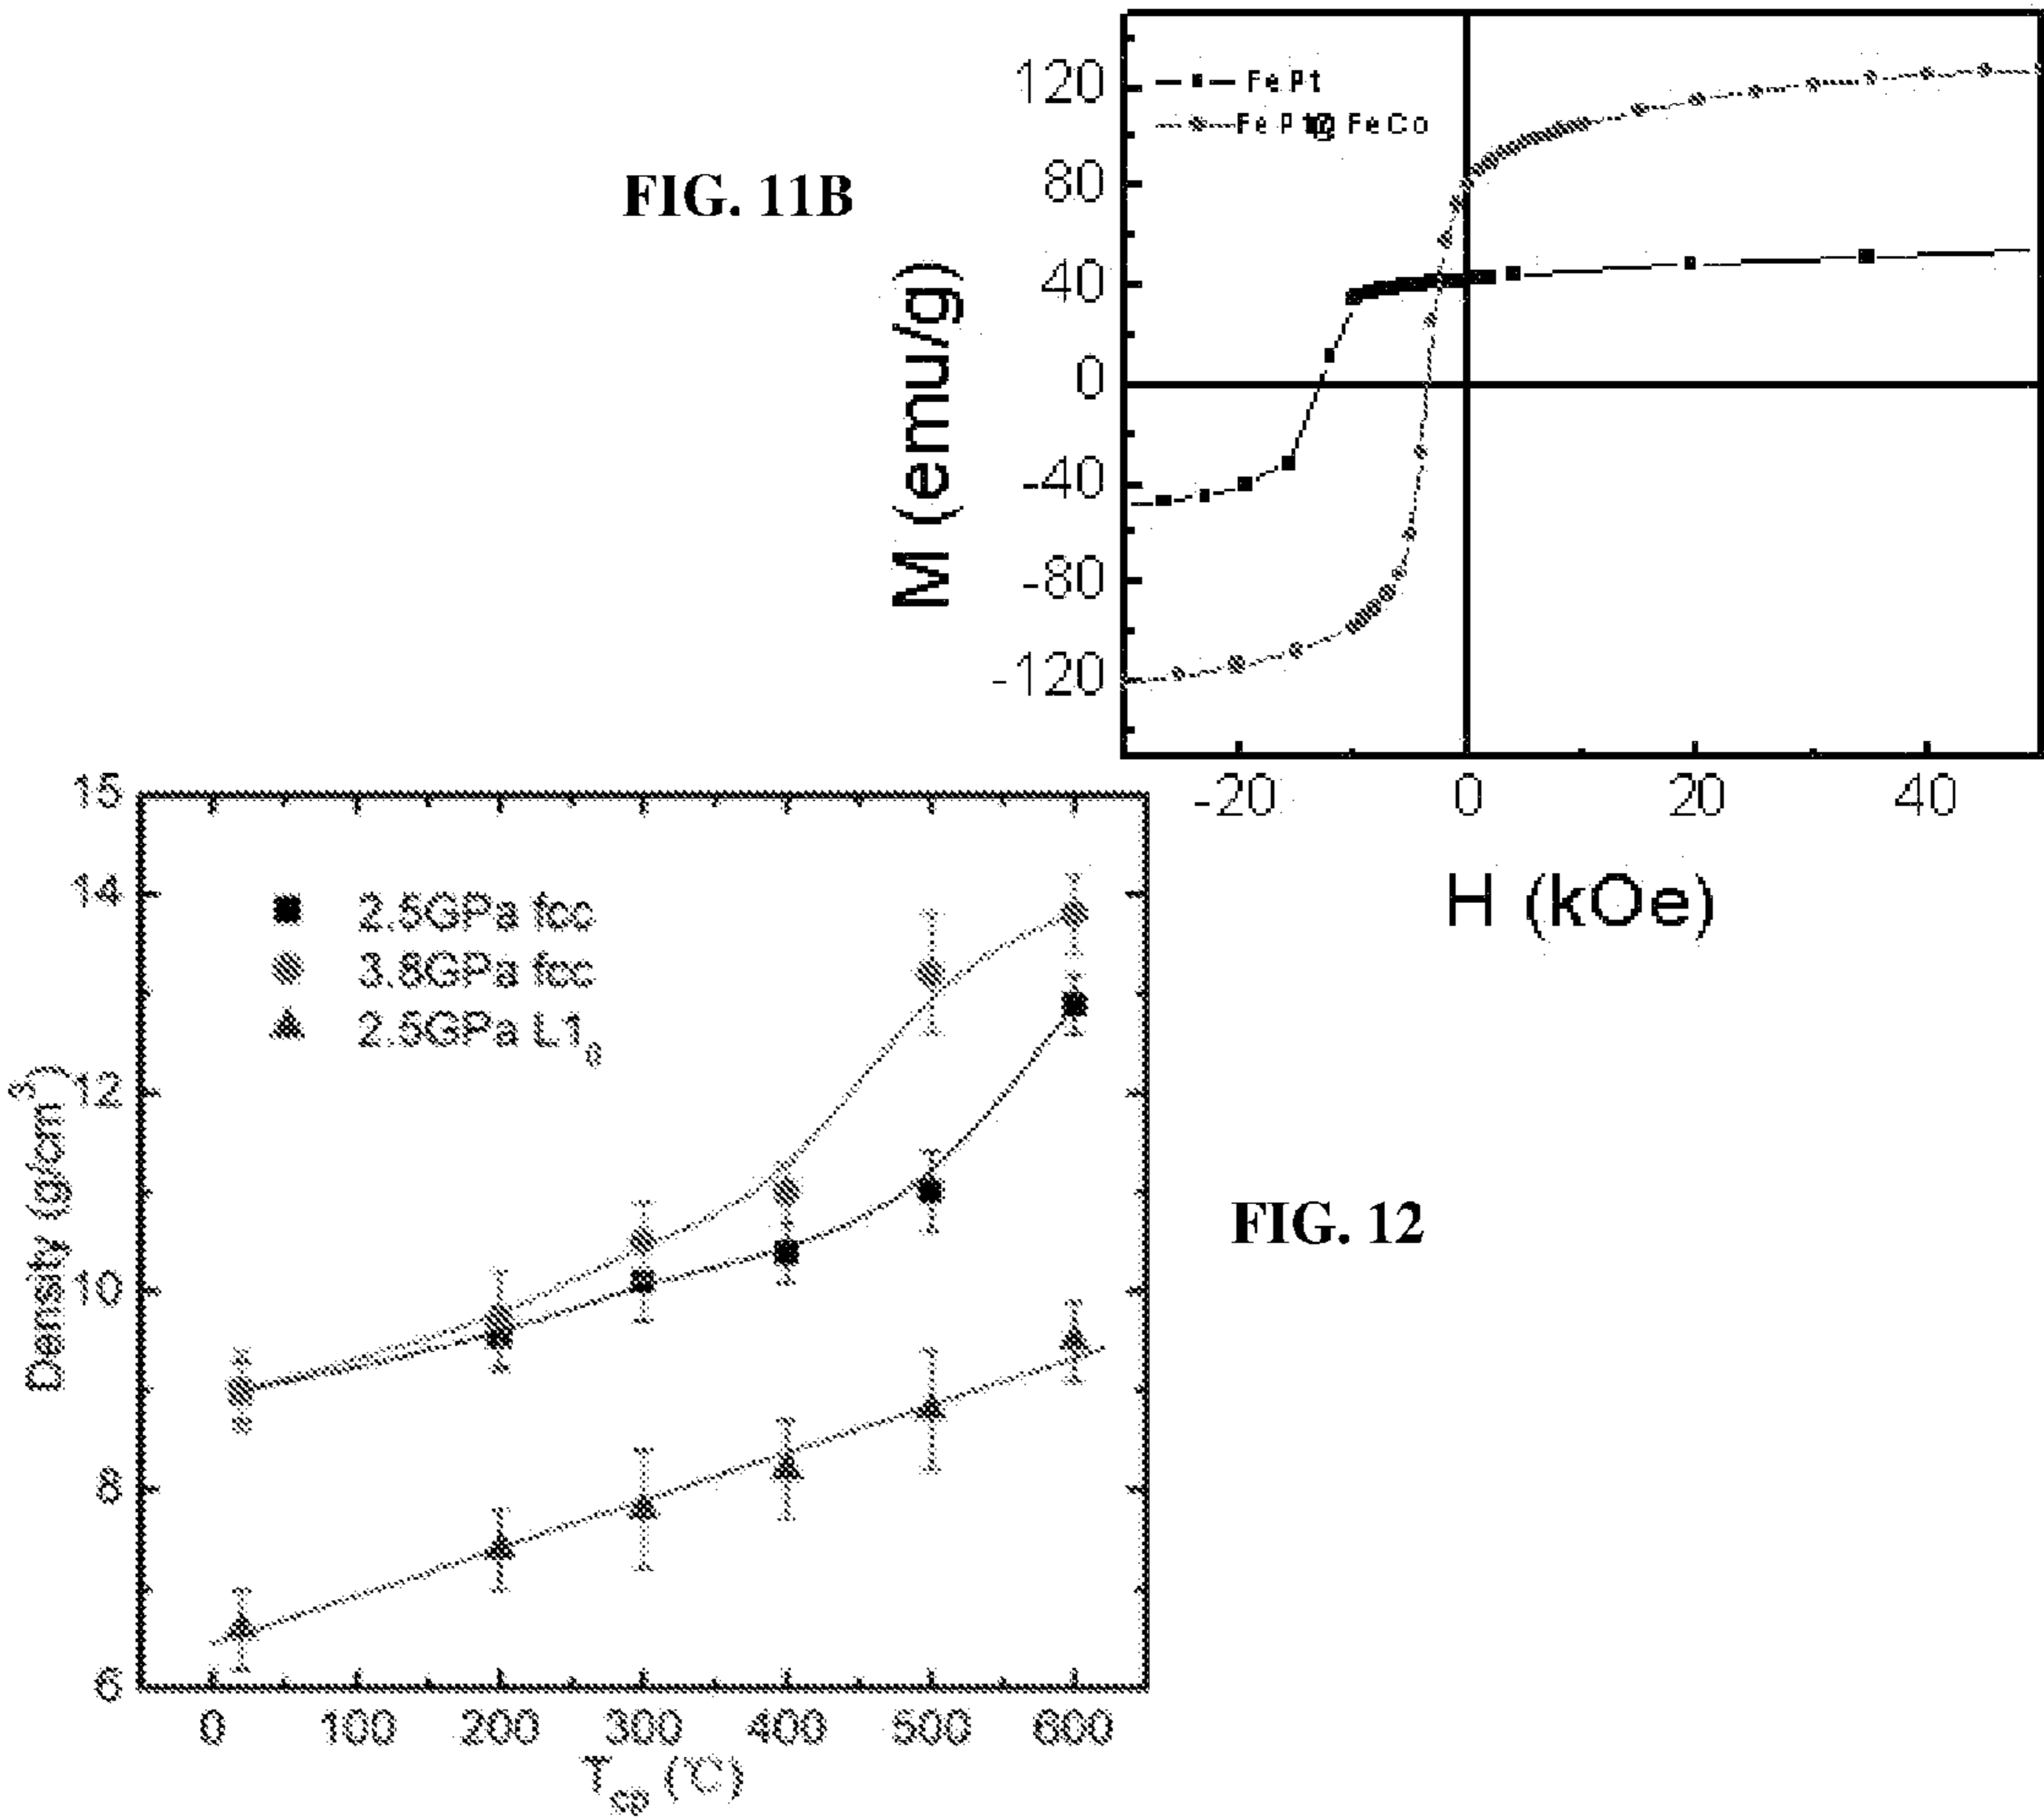 FIG. 11B
FePt
FePt@FeCo
M (emu/g)
120
80
40
0
-40
-80
-120
-20
0
20
40
H (kOe)
15
14
12
10
8
6
Density (g/cm³)
2.5GPa fcc
3.8GPa fcc
2.5GPa L1₀
0
100
200
300
400
500
600
T_cp (℃)
FIG. 12